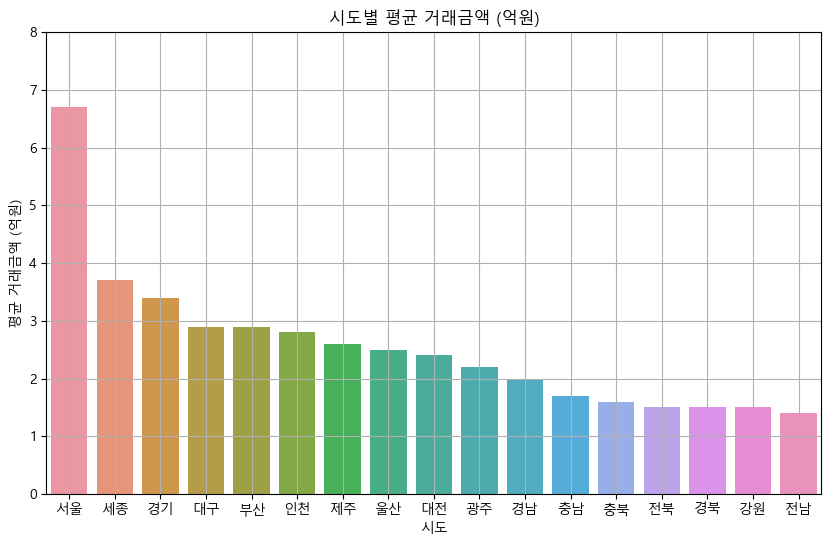 시도별 평균 거래금액 (억원)
평균 거래금액 (억원)
8
7
6
5
4
3
2
1
0
서울 세종 경기 대구 부산 인천 제주 울산 대전 광주 경남 충남 충북 전북 경북 강원 전남
시도